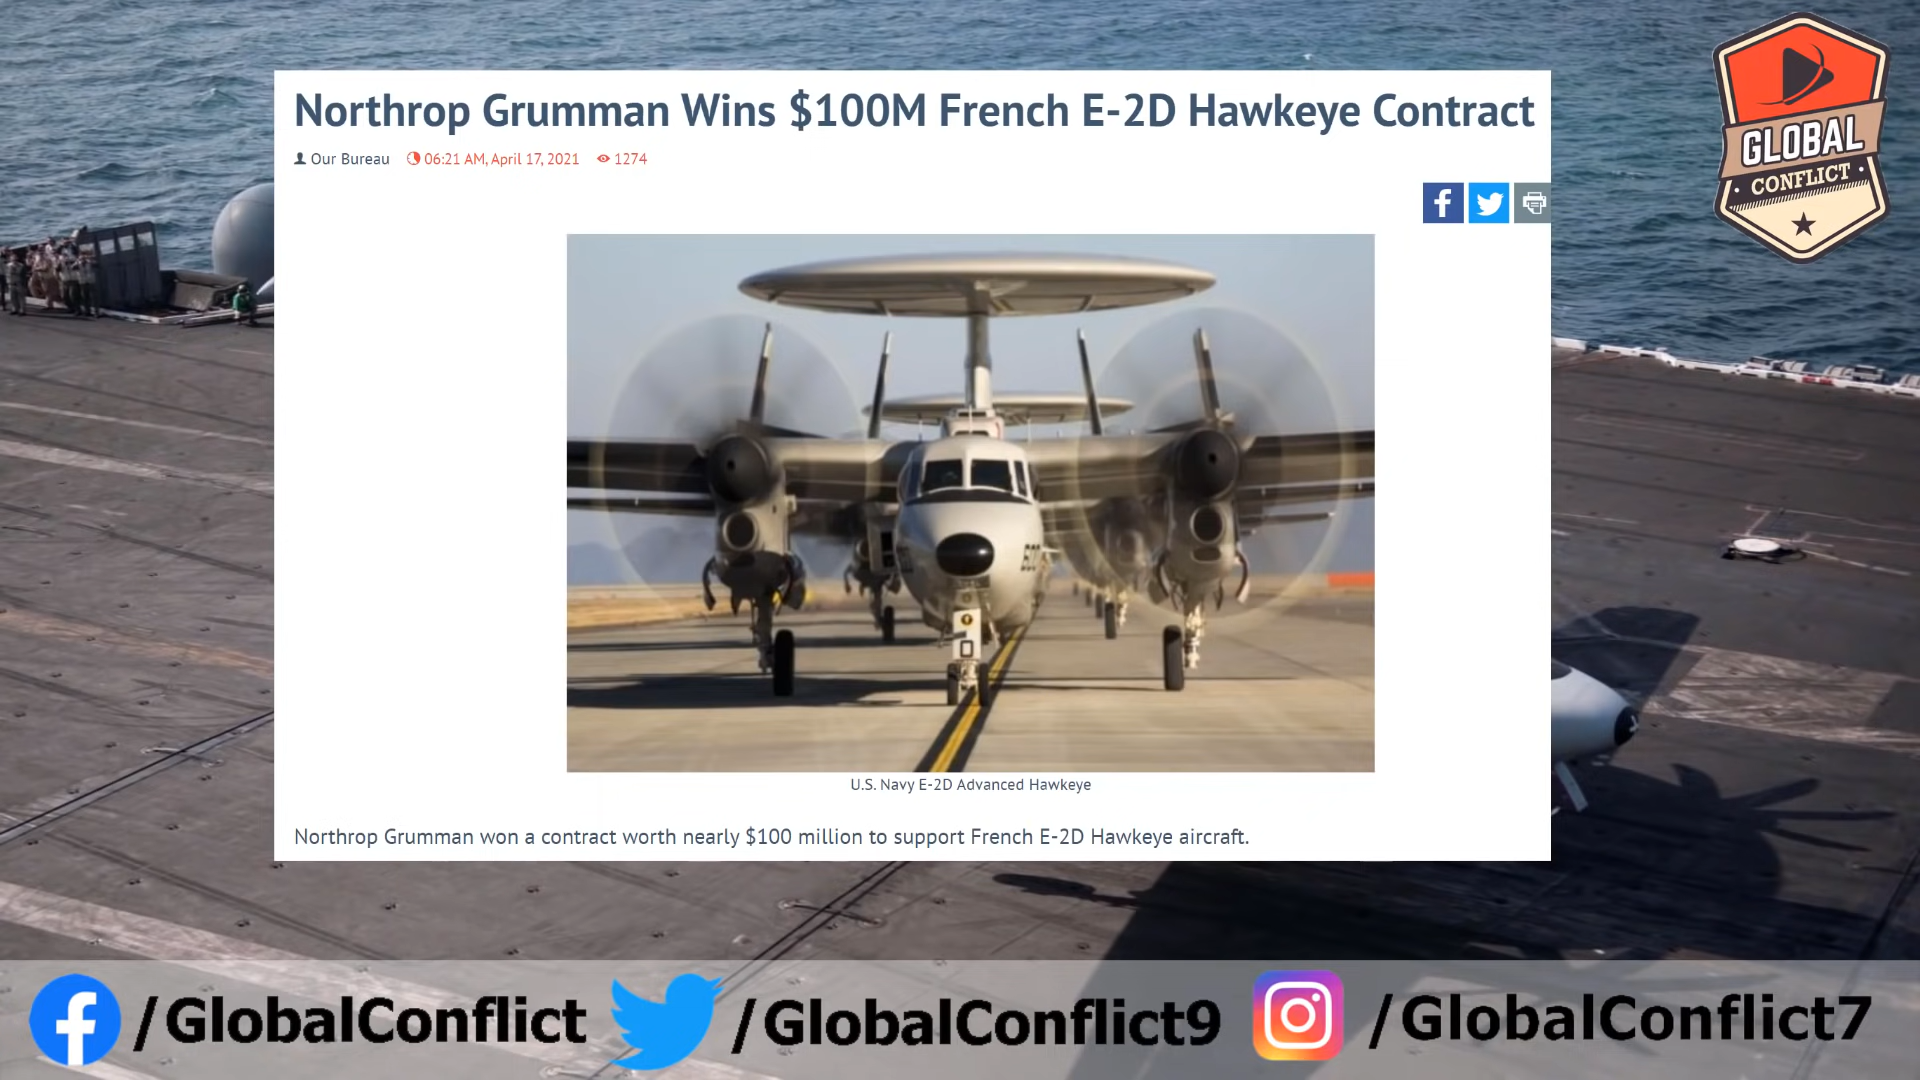 Northrop Grumman Wins $100M French E-2D Hawkeye Contract
Our Bureau 06:21 AM, April 17, 2021 1274
GLOBAL
CONFLICT
U.S. Navy E-2D Advanced Hawkeye
Northrop Grumman won a contract worth nearly $100 million to support French E-2D Hawkeye aircraft.
/GlobalConflict /GlobalConflict9 /GlobalConflict7